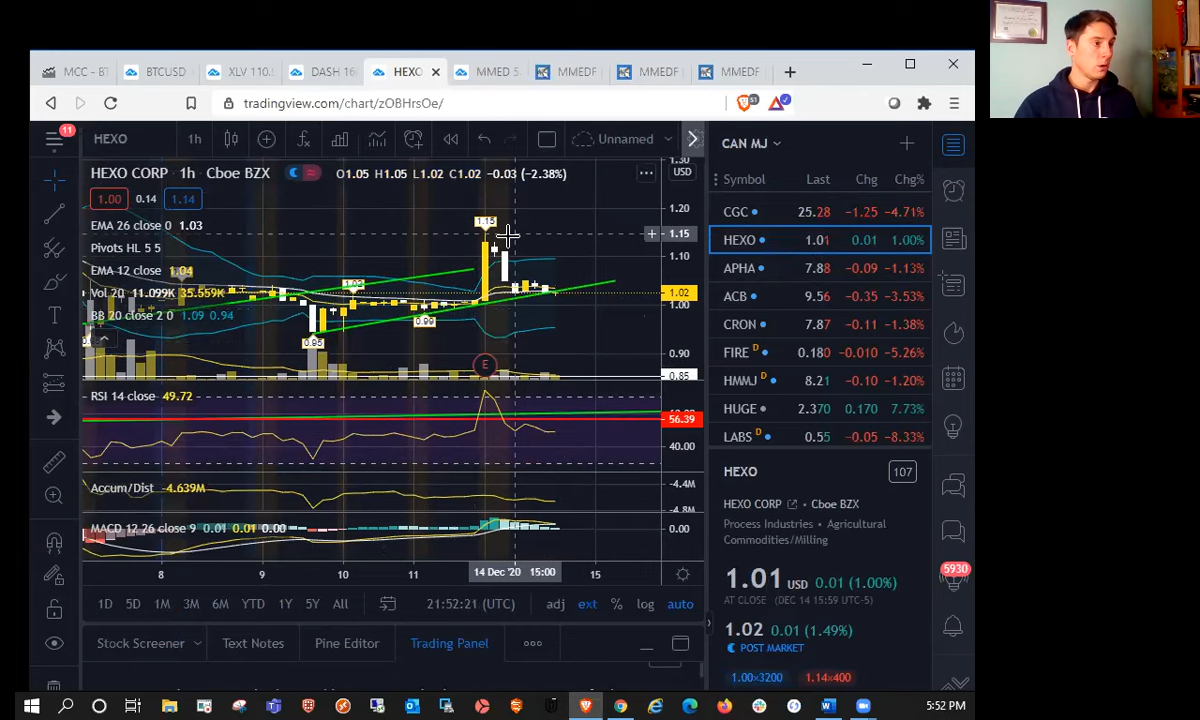 MCC - BT
BTCUSD
XLV 110.5
DASH 16
HEXO
MMED 5.
MMEDF
MMEDF
MMEDF
tradingview.com/chart/zOBHrsOe/
51
11
HEXO
1h
Unnamed
HEXO CORP · 1h · Cboe BZX
O1.05 H1.05 L1.02 C1.02 -0.03 (-2.38%)
1.00
0.14
1.14
EMA 26 close 0 1.03
Pivots HL 5 5
EMA 12 close 1.04
Vol 20 11.099K 35.559K
BB 20 close 2 0 1.09 0.94
1.15
0.95
0.99
E
1.30
USD
1.20
1.15
1.10
1.02
1.00
0.90
0.85
RSI 14 close 49.72
56.39
40.00
Accum/Dist -4.639M
-4.4M
-4.8M
MACD 12 26 close 9 0.01 0.01 0.00
0.00
8
9
10
11
14 Dec '20 15:00
15
1D
5D
1M
3M
6M
YTD
1Y
5Y
All
21:52:21 (UTC)
adj
ext
%
log
auto
Stock Screener
Text Notes
Pine Editor
Trading Panel
CAN MJ
Symbol Last Chg Chg%
CGC 25.28 -1.25 -4.71%
HEXO 1.01 0.01 1.00%
APHA 7.88 -0.09 -1.13%
ACB 9.56 -0.35 -3.53%
CRON 7.87 -0.11 -1.38%
FIRE D 0.180 -0.010 -5.26%
HMMJ D 8.21 -0.10 -1.20%
HUGE 2.370 0.170 7.73%
LABS D 0.55 -0.05 -8.33%
HEXO
107
HEXO CORP · Cboe BZX
Process Industries · Agricultural
Commodities/Milling
1.01 USD 0.01 (1.00%)
AT CLOSE (DEC 14 15:59 UTC-5)
1.02 0.01 (1.49%)
POST MARKET
1.00×3200
1.14×400
5930
5:52 PM